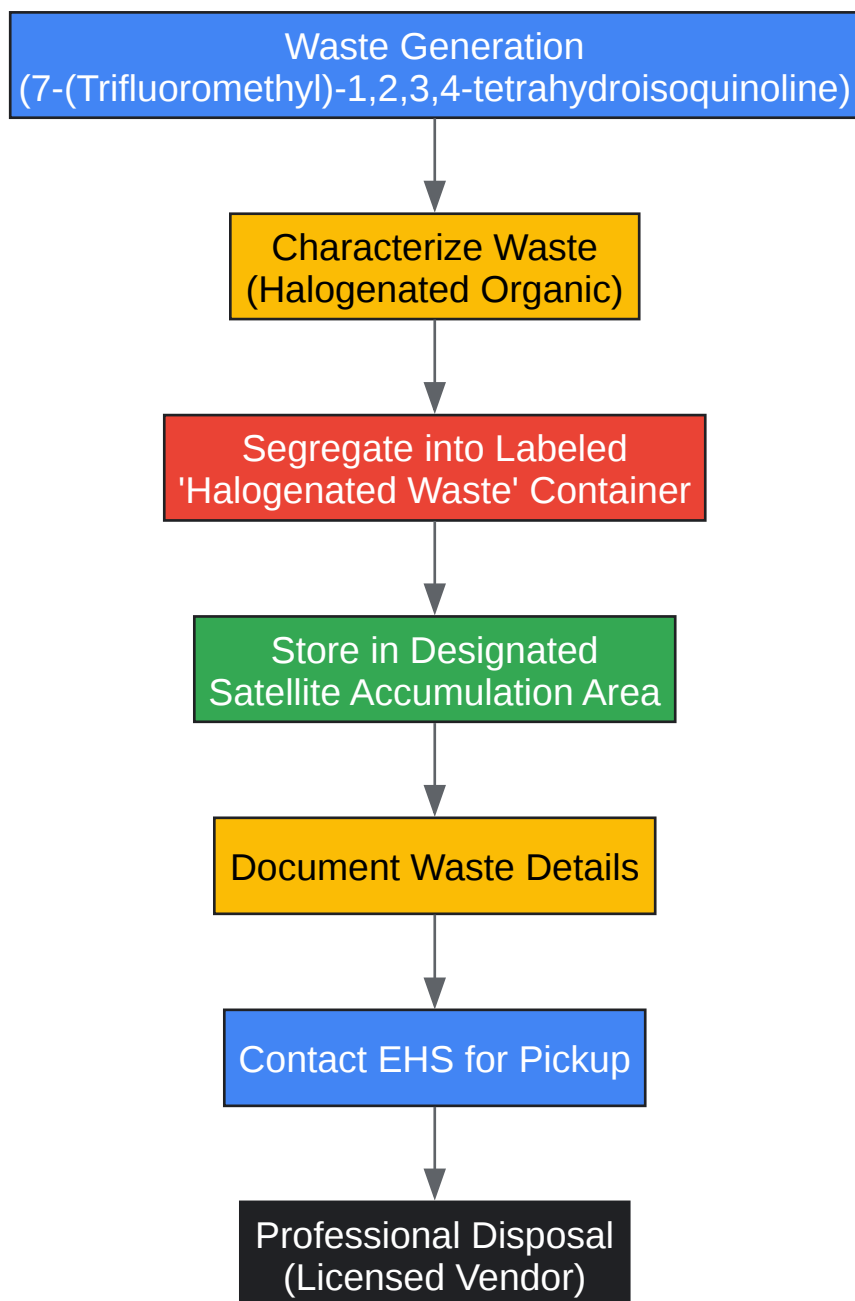 Waste Generation
(7-(Trifluoromethyl)-1,2,3,4-tetrahydroisoquinoline)
Characterize Waste
(Halogenated Organic)
Segregate into Labeled
'Halogenated Waste' Container
Store in Designated
Satellite Accumulation Area
Document Waste Details
Contact EHS for Pickup
Professional Disposal
(Licensed Vendor)